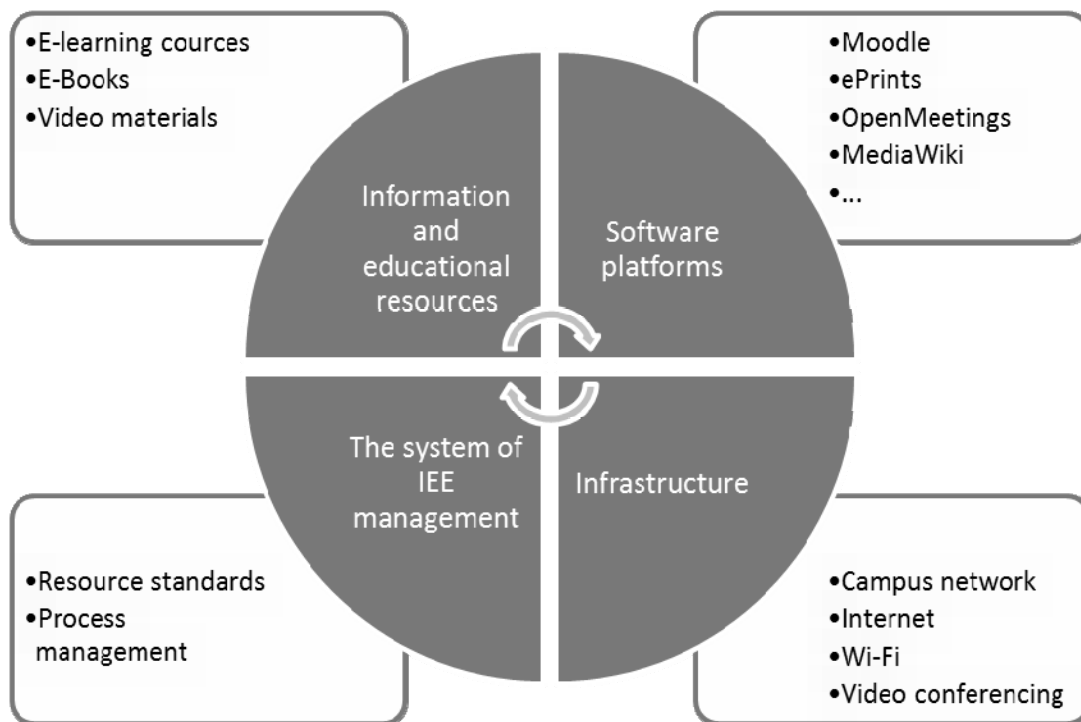 •E-learning cources
•E-Books
•Video materials
•Moodle
•ePrints
•OpenMeetings
•MediaWiki
•...
Information
and
educational
resources
Software
platforms
The system of
IEE
management
Infrastructure
•Resource standards
•Process
management
•Campus network
•Internet
•Wi-Fi
•Video conferencing